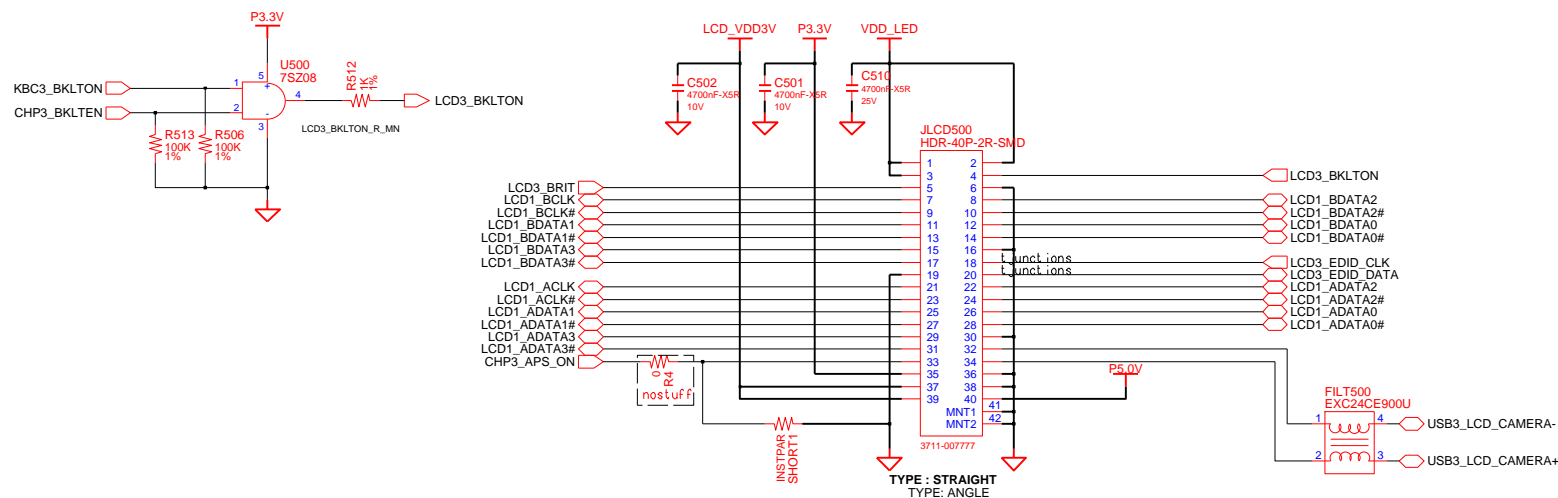 P3.3V
U500
7SZ08
KBC3_BKLTON
CHP3_BKLTEN
5
+
1
2
4
-
3
R512
1K
1%
LCD3_BKLTON
LCD3_BKLTON_R_MN
R513
100K
1%
R506
100K
1%
LCD_VDD3V
P3.3V
VDD_LED
C502
4700nF-X5R
10V
C501
4700nF-X5R
10V
C510
4700nF-X5R
25V
JLCD500
HDR-40P-2R-SMD
1 2
3 4 LCD3_BKLTON
LCD3_BRIT 5 6
LCD1_BCLK 7 8 LCD1_BDATA2
LCD1_BCLK# 9 10 LCD1_BDATA2#
LCD1_BDATA1 11 12 LCD1_BDATA0
LCD1_BDATA1# 13 14 LCD1_BDATA0#
LCD1_BDATA3 15 16
LCD1_BDATA3# 17 18 t junctions LCD3_EDID_CLK
19 20 t junctions LCD3_EDID_DATA
LCD1_ACLK 21 22 LCD1_ADATA2
LCD1_ACLK# 23 24 LCD1_ADATA2#
LCD1_ADATA1 25 26 LCD1_ADATA0
LCD1_ADATA1# 27 28 LCD1_ADATA0#
LCD1_ADATA3 29 30
LCD1_ADATA3# 31 32
CHP3_APS_ON 33 34
35 36
37 38
39 40
MNT1 41
MNT2 42
0
R4
nostuff
INSTPAR
SHORT1
3711-007777
TYPE : STRAIGHT
TYPE: ANGLE
P5.0V
FILT500
EXC24CE900U
1 4 USB3_LCD_CAMERA-
2 3 USB3_LCD_CAMERA+